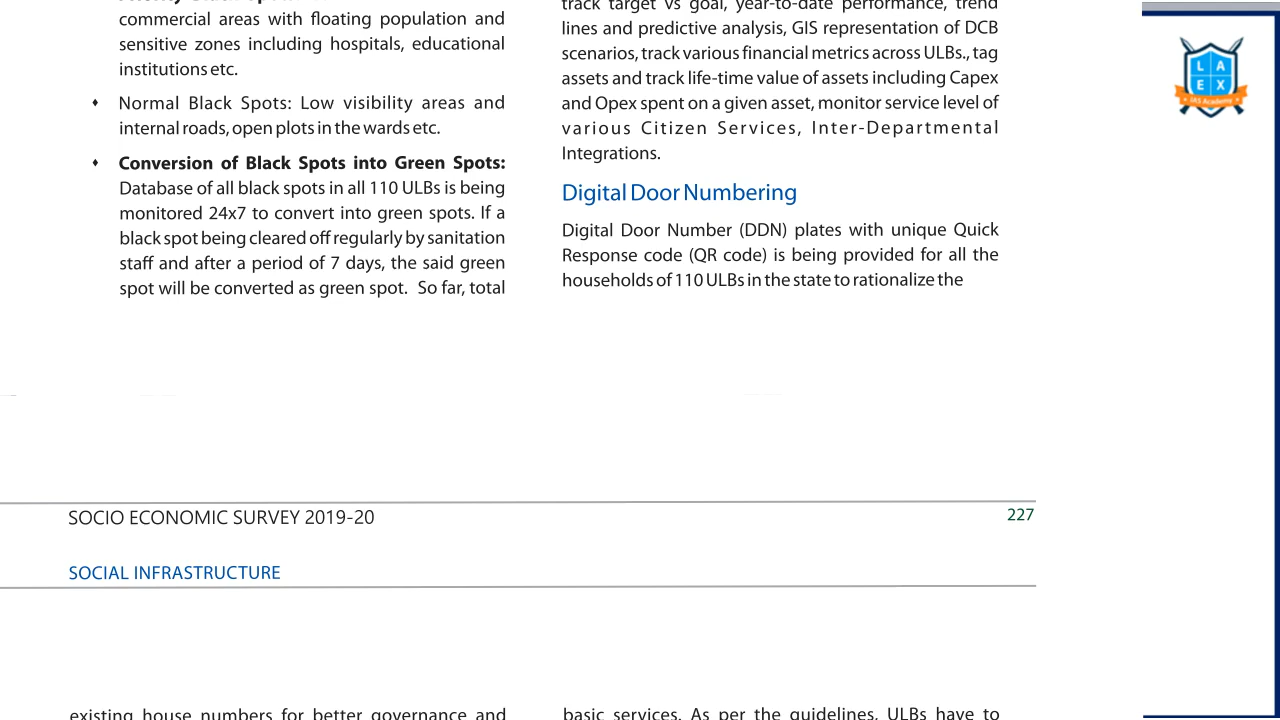 commercial areas with floating population and
sensitive zones including hospitals, educational
institutions etc.
♦ Normal Black Spots: Low visibility areas and
internal roads, open plots in the wards etc.
♦ Conversion of Black Spots into Green Spots:
Database of all black spots in all 110 ULBs is being
monitored 24x7 to convert into green spots. If a
black spot being cleared off regularly by sanitation
staff and after a period of 7 days, the said green
spot will be converted as green spot. So far, total
track target vs goal, year-to-date performance, trend
lines and predictive analysis, GIS representation of DCB
scenarios, track various financial metrics across ULBs., tag
assets and track life-time value of assets including Capex
and Opex spent on a given asset, monitor service level of
various Citizen Services, Inter-Departmental
Integrations.
Digital Door Numbering
Digital Door Number (DDN) plates with unique Quick
Response code (QR code) is being provided for all the
households of 110 ULBs in the state to rationalize the
SOCIO ECONOMIC SURVEY 2019-20
227
SOCIAL INFRASTRUCTURE
existing house numbers for better governance and
basic services. As per the guidelines, ULBs have to
L A
E X
IAS Academy